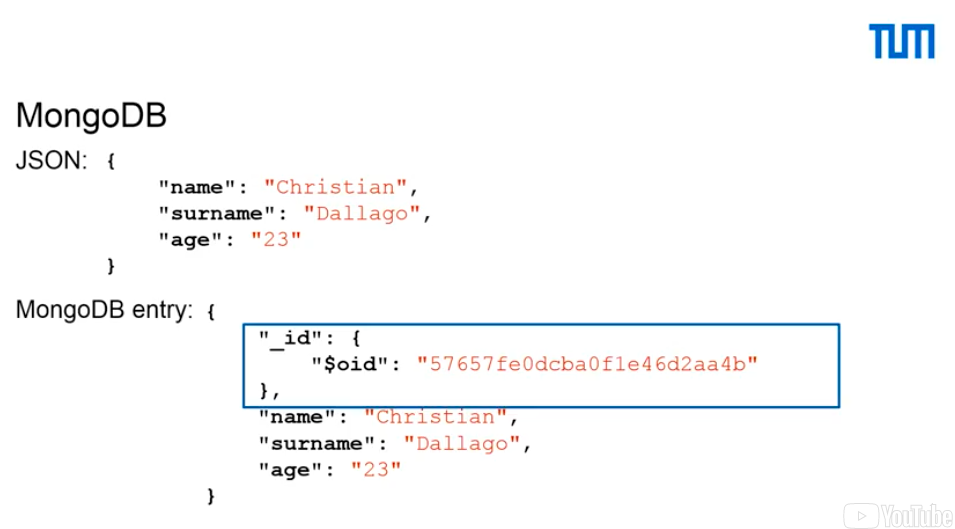 TUM
MongoDB
JSON: {
"name": "Christian",
"surname": "Dallago",
"age": "23"
}
MongoDB entry: {
"_id": {
"$oid": "57657fe0dcba0f1e46d2aa4b"
},
"name": "Christian",
"surname": "Dallago",
"age": "23"
}
YouTube